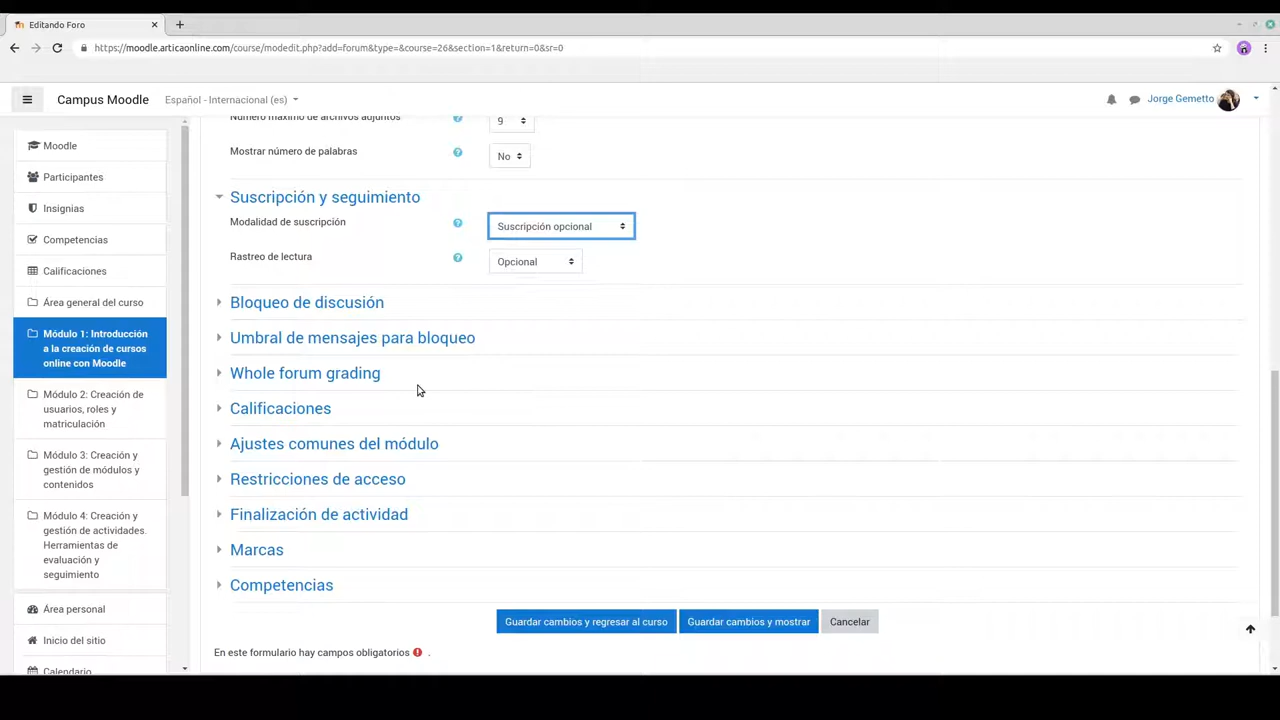 Editando Foro
https://moodle.articaonline.com/course/modedit.php?add=forum&type=&course=26&section=1&return=0&sr=0
Campus Moodle
Español - Internacional (es)
Jorge Gemetto
Moodle
Participantes
Insignias
Competencias
Calificaciones
Área general del curso
Módulo 1: Introducción
a la creación de cursos
online con Moodle
Módulo 2: Creación de
usuarios, roles y
matriculación
Módulo 3: Creación y
gestión de módulos y
contenidos
Módulo 4: Creación y
gestión de actividades.
Herramientas de
evaluación y
seguimiento
Área personal
Inicio del sitio
Calendario
Número máximo de archivos adjuntos
9
Mostrar número de palabras
No
Suscripción y seguimiento
Modalidad de suscripción
Suscripción opcional
Rastreo de lectura
Opcional
Bloqueo de discusión
Umbral de mensajes para bloqueo
Whole forum grading
Calificaciones
Ajustes comunes del módulo
Restricciones de acceso
Finalización de actividad
Marcas
Competencias
Guardar cambios y regresar al curso
Guardar cambios y mostrar
Cancelar
En este formulario hay campos obligatorios .